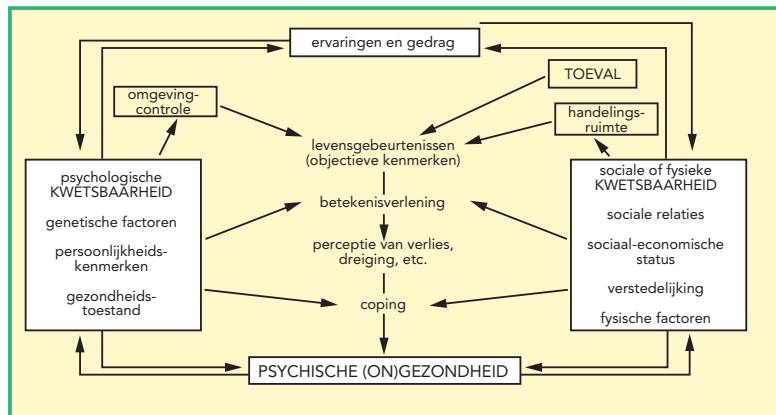 ervaringen en gedrag
TOEVAL
omgeving-
controle
handelings-
ruimte
levensgebeurtenissen
(objectieve kenmerken)
psychologische
KWETSBAARHEID
genetische factoren
persoonlijkheids-
kenmerken
gezondheids-
toestand
betekenisverlening
perceptie van verlies,
dreiging, etc.
coping
sociale of fysieke
KWETSBAARHEID
sociale relaties
sociaal-economische
status
verstedelijking
fysische factoren
PSYCHISCHE (ON)GEZONDHEID